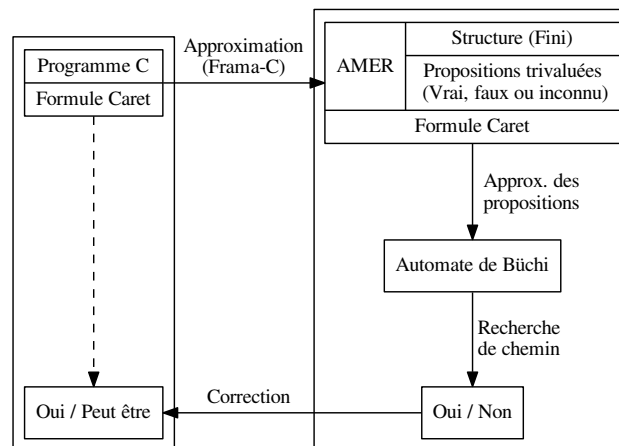 Programme C
Formule Caret
Approximation
(Frama-C)
AMER
Structure (Fini)
Propositions trivaluées
(Vrai, faux ou inconnu)
Formule Caret
Approx. des
propositions
Automate de Büchi
Recherche
de chemin
Oui / Peut être
Correction
Oui / Non